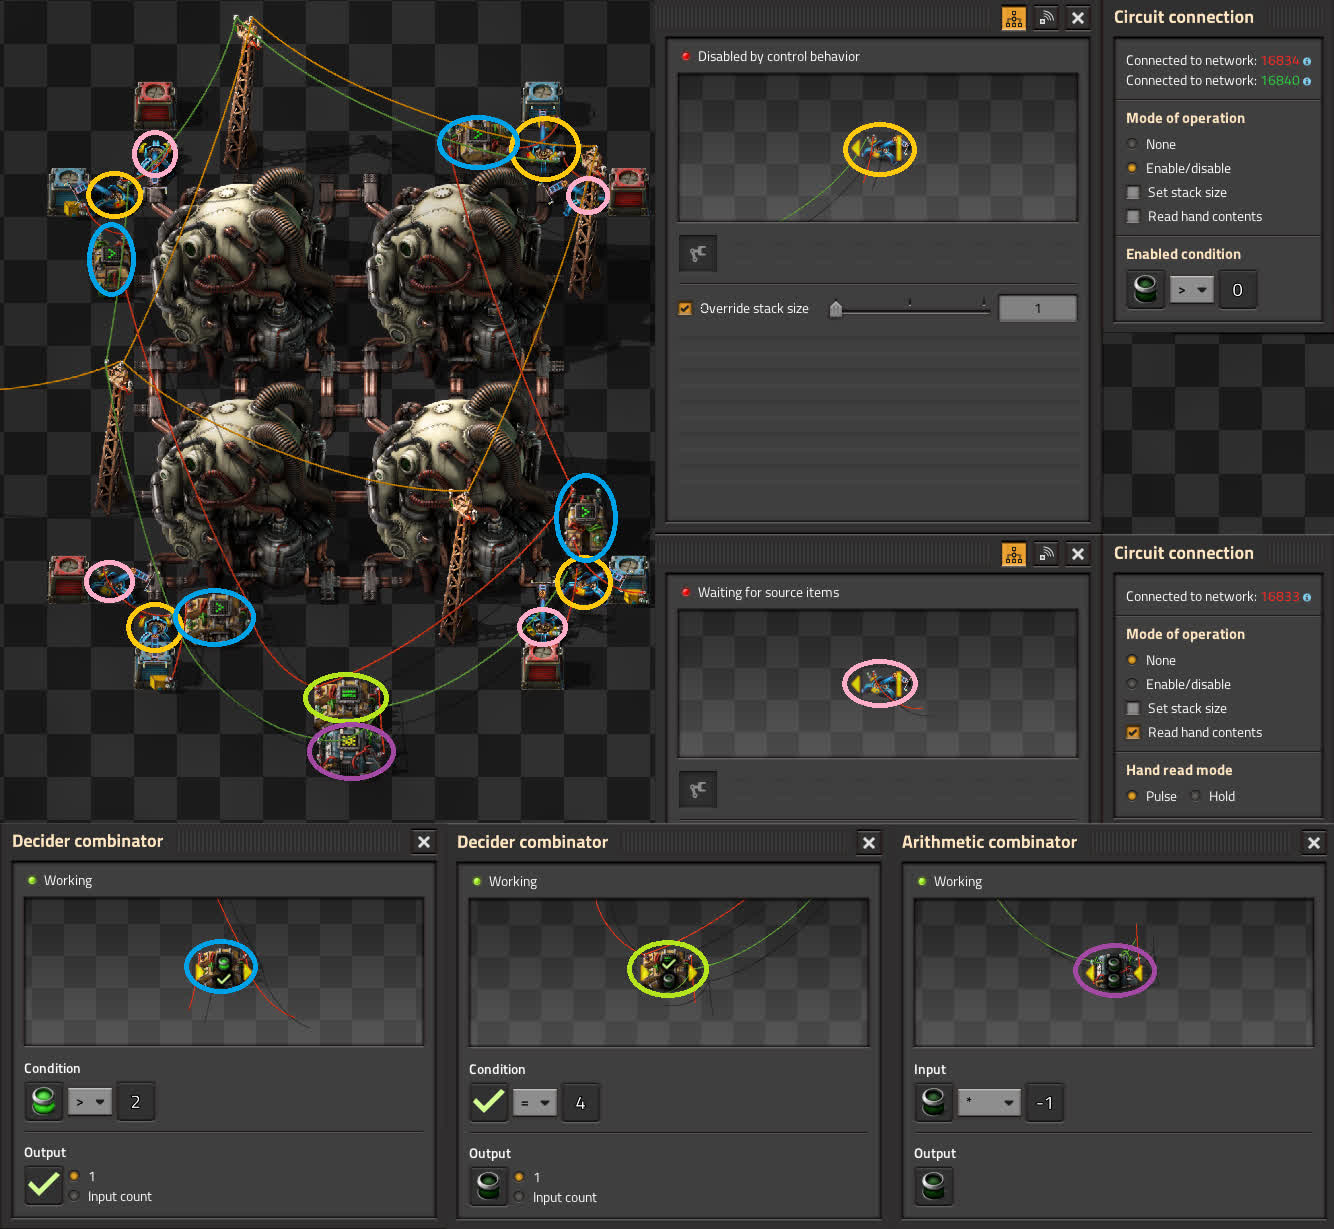 Disabled by control behavior
Override stack size
1
Circuit connection
Connected to network: 16834
Connected to network: 16840
Mode of operation
None
Enable/disable
Set stack size
Read hand contents
Enabled condition
> 0
Waiting for source items
Circuit connection
Connected to network: 16833
Mode of operation
None
Enable/disable
Set stack size
Read hand contents
Hand read mode
Pulse Hold
Decider combinator
Working
Condition
> 2
Output
1
Input count
Decider combinator
Working
Condition
= 4
Output
1
Input count
Arithmetic combinator
Working
Input
* -1
Output